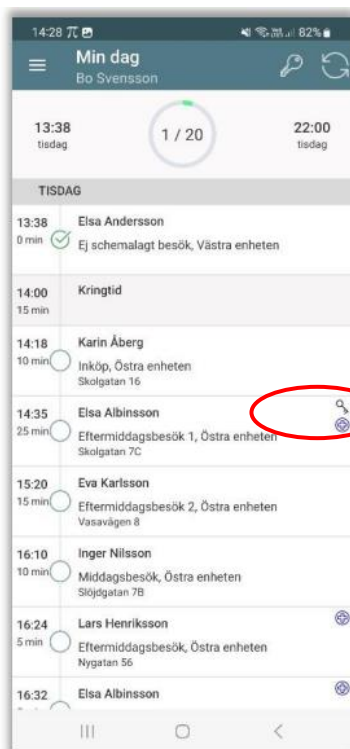 14:28 82%
Min dag
Bo Svensson
13:38
tisdag
1 / 20
22:00
tisdag
TISDAG
13:38 Elsa Andersson
0 min Ej schemalagt besök, Västra enheten
14:00 Kringtid
15 min
14:18 Karin Åberg
10 min Inköp, Östra enheten
Skolgatan 16
14:35 Elsa Albinsson
25 min Eftermiddagsbesök 1, Östra enheten
Skolgatan 7C
15:20 Eva Karlsson
15 min Eftermiddagsbesök 2, Östra enheten
Vasavägen 8
16:10 Inger Nilsson
10 min Middagsbesök, Östra enheten
Slöjdgatan 7B
16:24 Lars Henriksson
5 min Eftermiddagsbesök, Östra enheten
Nygatan 56
16:32 Elsa Albinsson